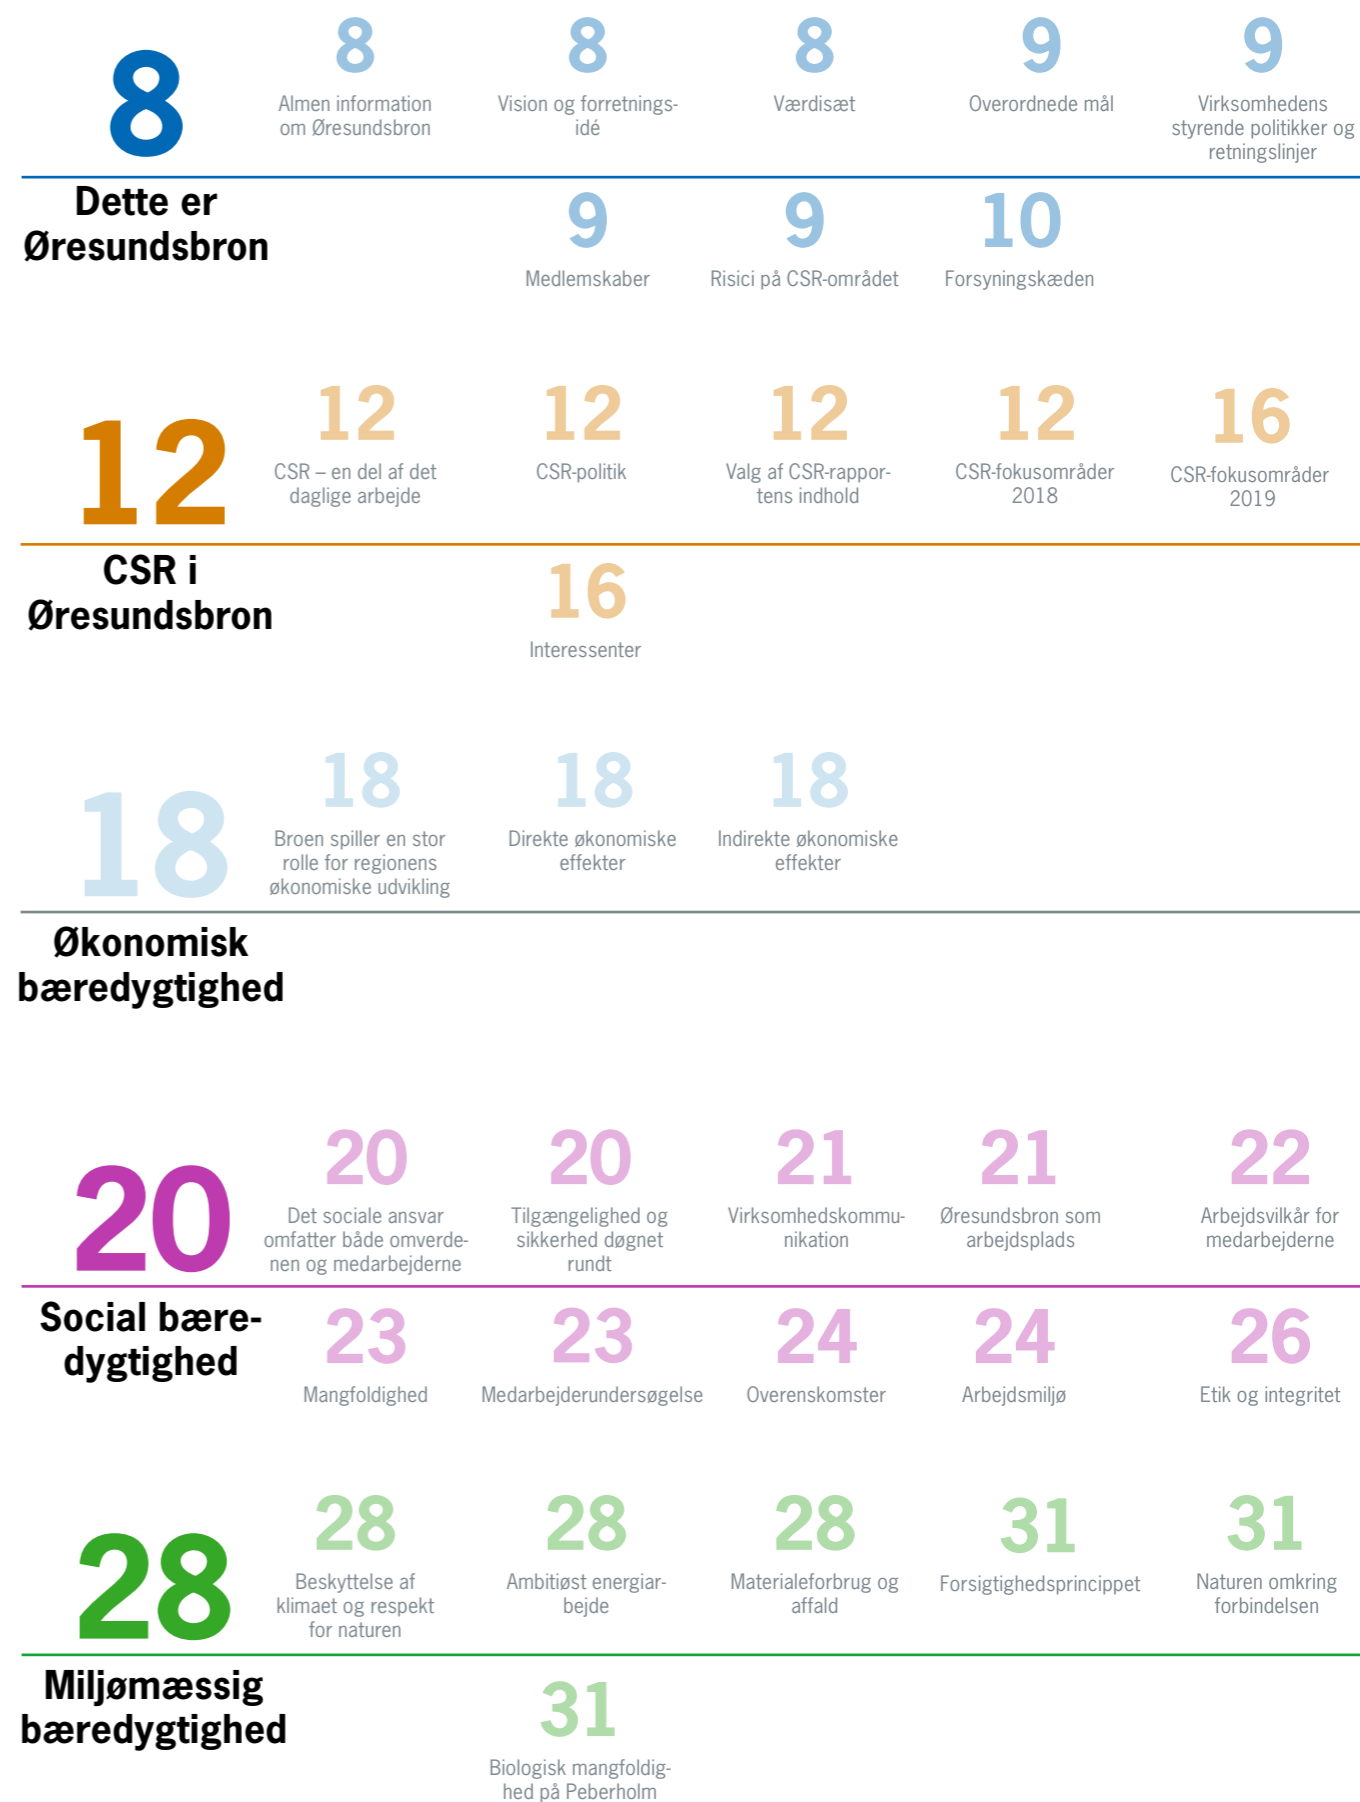 8
Dette er
Øresundsbron
8
Almen information
om Øresundsbron
8
Vision og forretnings-
idé
8
Værdisæt
9
Overordnede mål
9
Virksomhedens
styrende politikker og
retningslinjer
9
Medlemskaber
9
Risici på CSR-området
10
Forsyningskæden
12
CSR i
Øresundsbron
12
CSR – en del af det
daglige arbejde
12
CSR-politik
12
Valg af CSR-rappor-
tens indhold
12
CSR-fokusområder
2018
16
CSR-fokusområder
2019
16
Interessenter
18
Økonomisk
bæredygtighed
18
Broen spiller en stor
rolle for regionens
økonomiske udvikling
18
Direkte økonomiske
effekter
18
Indirekte økonomiske
effekter
20
Social bære-
dygtighed
20
Det sociale ansvar
omfatter både omverde-
nen og medarbejderne
20
Tilgængelighed og
sikkerhed døgnet
rundt
21
Virksomhedskommu-
nikation
21
Øresundsbron som
arbejdsplads
22
Arbejdsvilkår for
medarbejderne
23
Mangfoldighed
23
Medarbejderundersøgelse
24
Overenskomster
24
Arbejdsmiljø
26
Etik og integritet
28
Miljømæssig
bæredygtighed
28
Beskyttelse af
klimaet og respekt
for naturen
28
Ambitiøst energiar-
bejde
28
Materialeforbrug og
affald
31
Forsigtighedsprincippet
31
Naturen omkring
forbindelsen
31
Biologisk mangfoldig-
hed på Peberholm